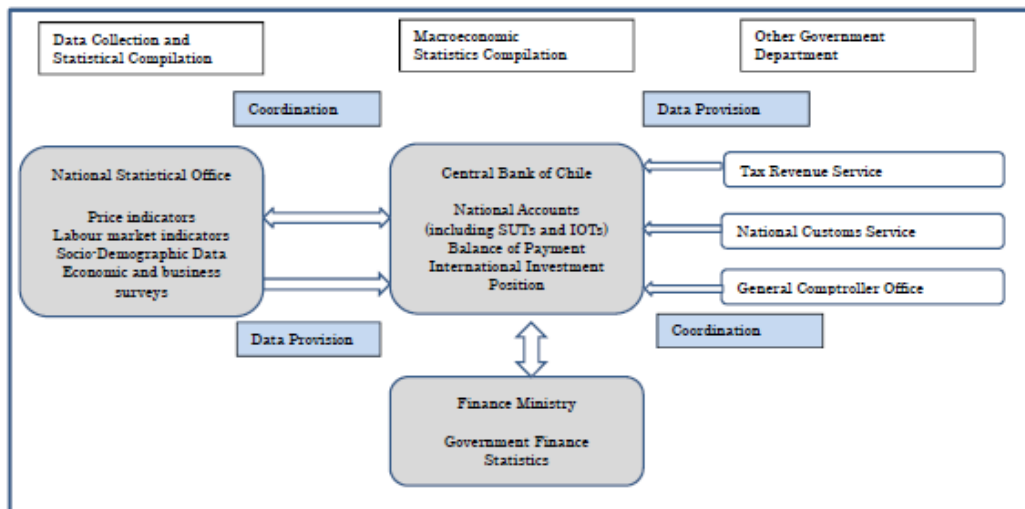 Data Collection and
Statistical Compilation
Macroeconomic
Statistics Compilation
Other Government
Department
Coordination
Data Provision
National Statistical Office
Price indicators
Labour market indicators
Socio-Demographic Data
Economic and business
surveys
Central Bank of Chile
National Accounts
(including SUTs and IOTs)
Balance of Payment
International Investment
Position
Tax Revenue Service
National Customs Service
General Comptroller Office
Data Provision
Coordination
Finance Ministry
Government Finance
Statistics